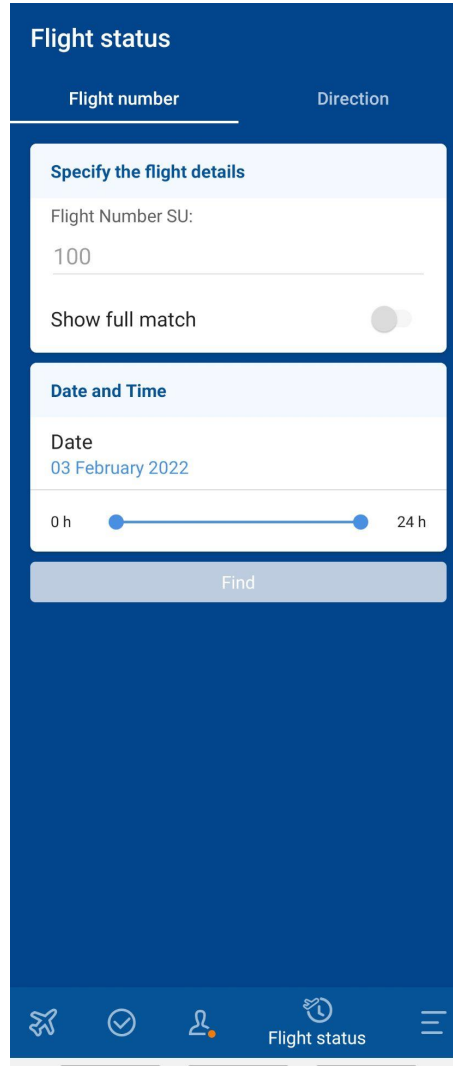 Flight status
Flight number Direction
Specify the flight details
Flight Number SU:
100
Show full match
Date and Time
Date
03 February 2022
0 h 24 h
Find
Flight status